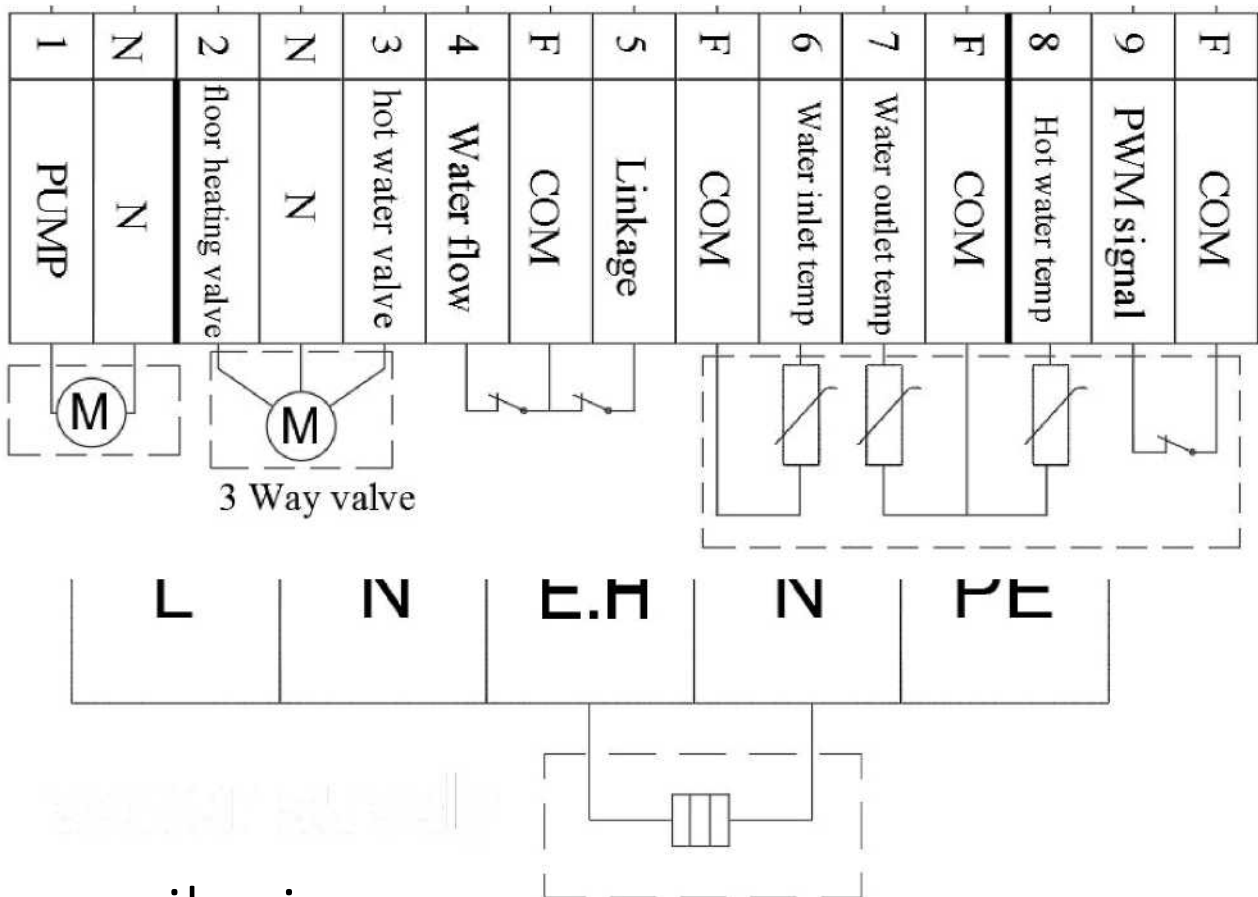 1 N 2 N 3 4 F 5 F 6 7 F 8 9 F
PUMP N floor heating valve N hot water valve Water flow COM Linkage COM Water inlet temp Water outlet temp COM Hot water temp PWM signal COM
M M
3 Way valve
L N E.H N PE